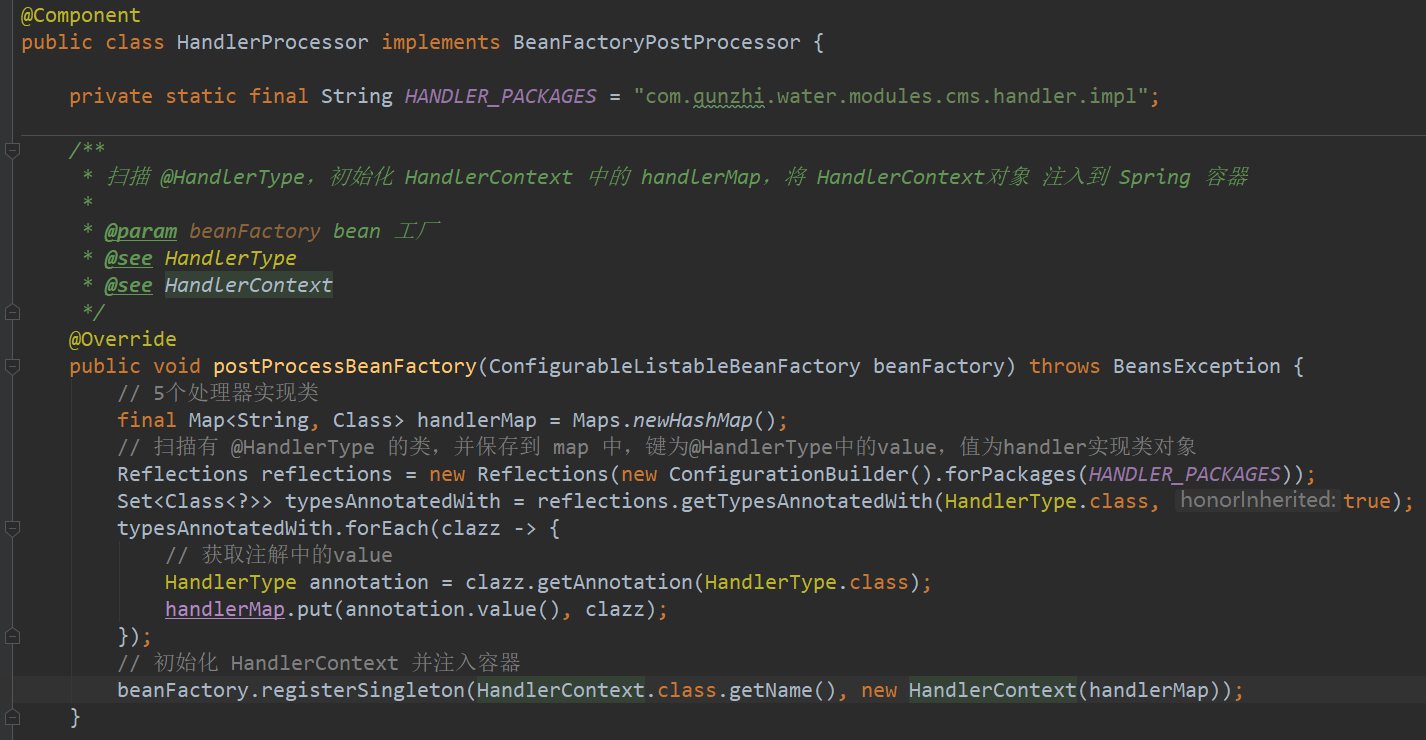 @Component
public class HandlerProcessor implements BeanFactoryPostProcessor {
private static final String HANDLER_PACKAGES = "com.qunzhi.water.modules.cms.handler.impl";
/**
* 扫描 @HandlerType，初始化 HandlerContext 中的 handlerMap，将 HandlerContext对象 注入到 Spring 容器
*
* @param beanFactory bean 工厂
* @see HandlerType
* @see HandlerContext
*/
@Override
public void postProcessBeanFactory(ConfigurableListableBeanFactory beanFactory) throws BeansException {
// 5个处理器实现类
final Map<String, Class> handlerMap = Maps.newHashMap();
// 扫描有 @HandlerType 的类，并保存到 map 中，键为@HandlerType中的value，值为handler实现类对象
Reflections reflections = new Reflections(new ConfigurationBuilder().forPackages(HANDLER_PACKAGES));
Set<Class<?>> typesAnnotatedWith = reflections.getTypesAnnotatedWith(HandlerType.class, honorInherited: true);
typesAnnotatedWith.forEach(clazz -> {
// 获取注解中的value
HandlerType annotation = clazz.getAnnotation(HandlerType.class);
handlerMap.put(annotation.value(), clazz);
});
// 初始化 HandlerContext 并注入容器
beanFactory.registerSingleton(HandlerContext.class.getName(), new HandlerContext(handlerMap));
}